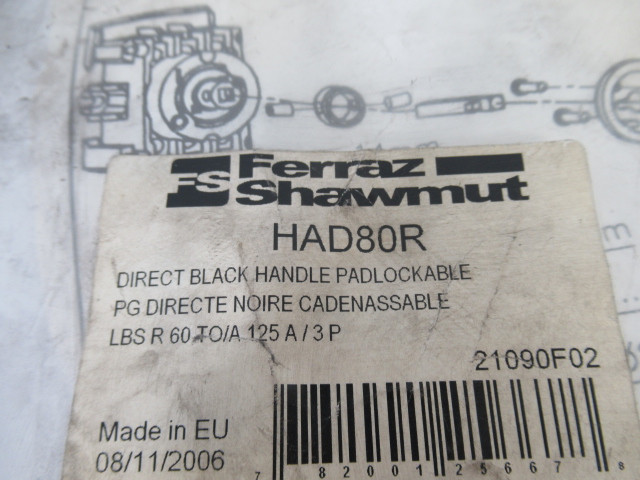 FS Ferraz
Shawmut
HAD80R
DIRECT BLACK HANDLE PADLOCKABLE
PG DIRECTE NOIRE CADENASSABLE
LBS R 60 TO/A 125 A / 3 P
21090F02
Made in EU
08/11/2006
7 82001 25667 8